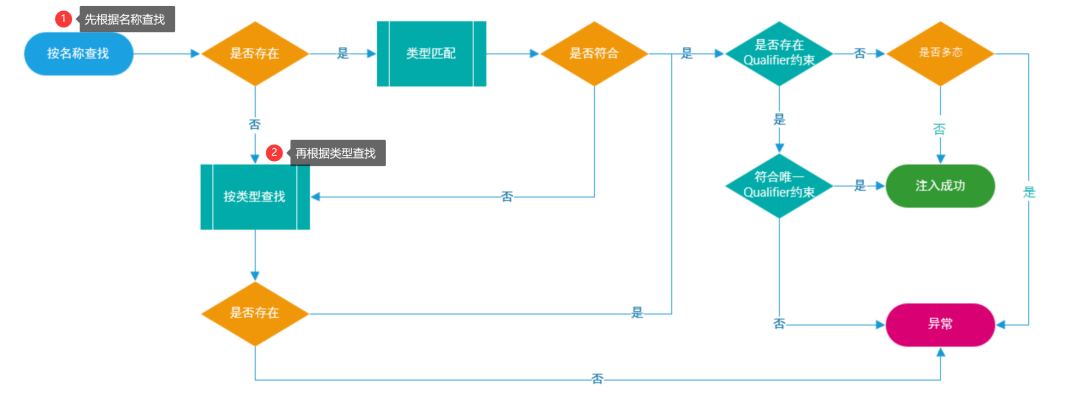 1 先根据名称查找
按名称查找
是否存在
是
类型匹配
是否符合
是
是否存在
Qualifier约束
否
是否多态
否
是
否
2 再根据类型查找
符合唯一
Qualifier约束
是
注入成功
是
按类型查找
否
是否存在
是
否
异常
否